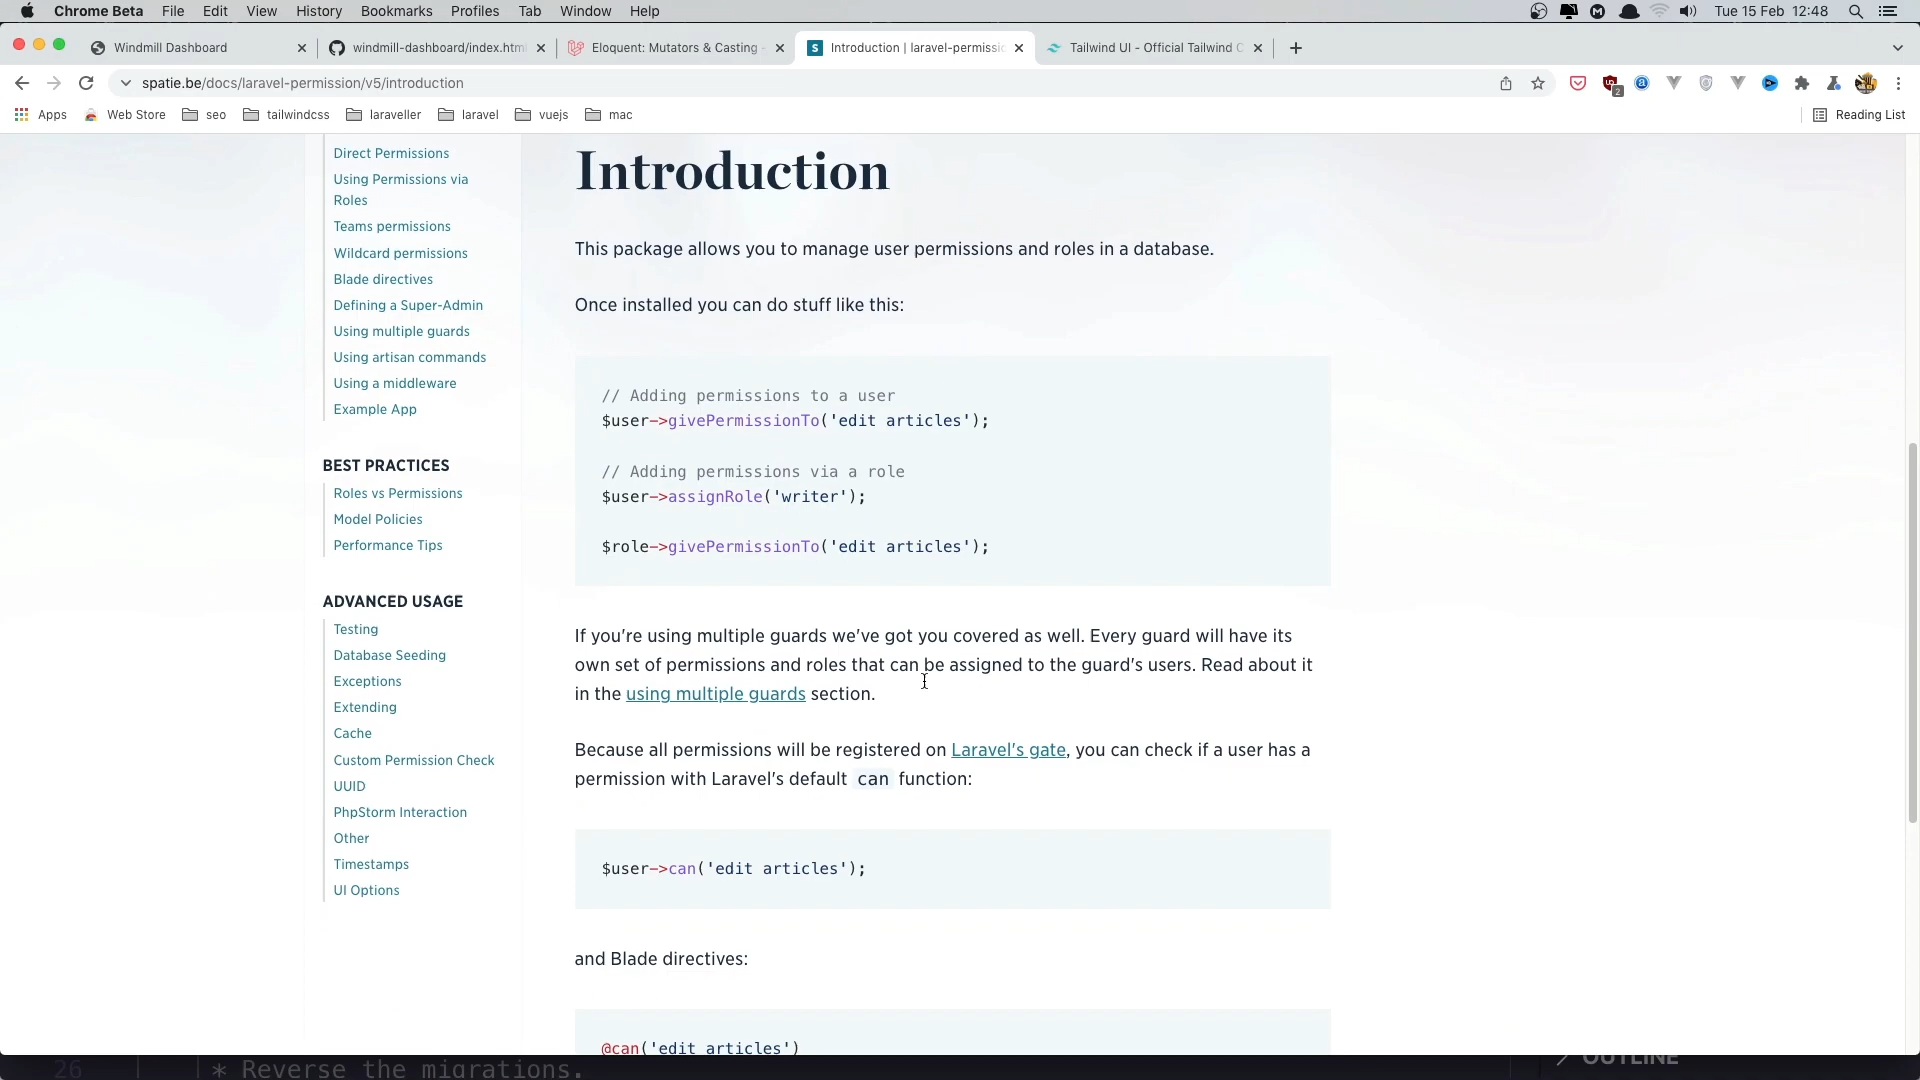 Chrome Beta File Edit View History Bookmarks Profiles Tab Window Help Tue 15 Feb 12:48
Windmill Dashboard windmill-dashboard/index.html Eloquent: Mutators & Casting - Introduction | laravel-permissio Tailwind UI - Official Tailwind C
spatie.be/docs/laravel-permission/v5/introduction 2
Apps Web Store seo tailwindcss laraveller laravel vuejs mac Reading List
Direct Permissions
Using Permissions via
Roles
Teams permissions
Wildcard permissions
Blade directives
Defining a Super-Admin
Using multiple guards
Using artisan commands
Using a middleware
Example App
BEST PRACTICES
Roles vs Permissions
Model Policies
Performance Tips
ADVANCED USAGE
Testing
Database Seeding
Exceptions
Extending
Cache
Custom Permission Check
UUID
PhpStorm Interaction
Other
Timestamps
UI Options
Introduction
This package allows you to manage user permissions and roles in a database.
Once installed you can do stuff like this:
// Adding permissions to a user
$user->givePermissionTo('edit articles');
// Adding permissions via a role
$user->assignRole('writer');
$role->givePermissionTo('edit articles');
If you're using multiple guards we've got you covered as well. Every guard will have its
own set of permissions and roles that can be assigned to the guard's users. Read about it
in the using multiple guards section.
Because all permissions will be registered on Laravel's gate, you can check if a user has a
permission with Laravel's default can function:
$user->can('edit articles');
and Blade directives:
@can('edit articles')
26 * Reverse the migrations. OUTLINE